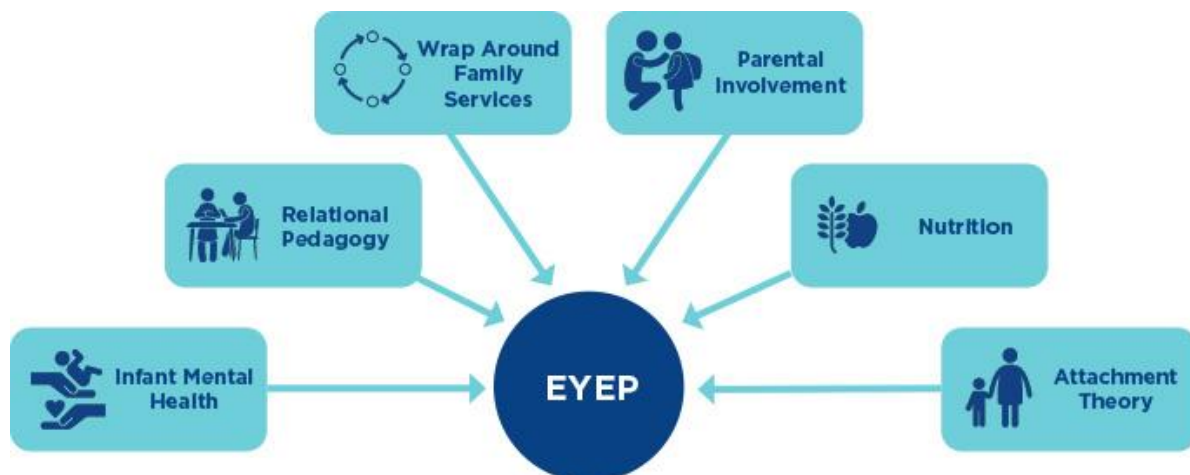 Wrap Around
Family
Services
Parental
Involvement
Relational
Pedagogy
Nutrition
Infant Mental
Health
EYEP
Attachment
Theory